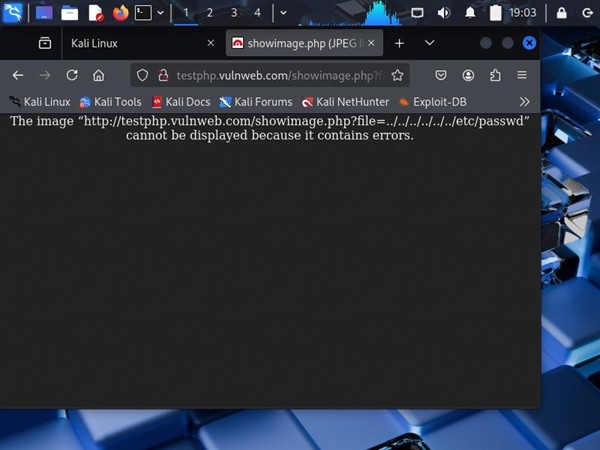 1 2 3 4
19:03
Kali Linux
showimage.php (JPEG I
testphp.vulnweb.com/showimage.php?f
Kali Linux Kali Tools Kali Docs Kali Forums Kali NetHunter Exploit-DB
The image “http://testphp.vulnweb.com/showimage.php?file=../../../../../../etc/passwd”
cannot be displayed because it contains errors.